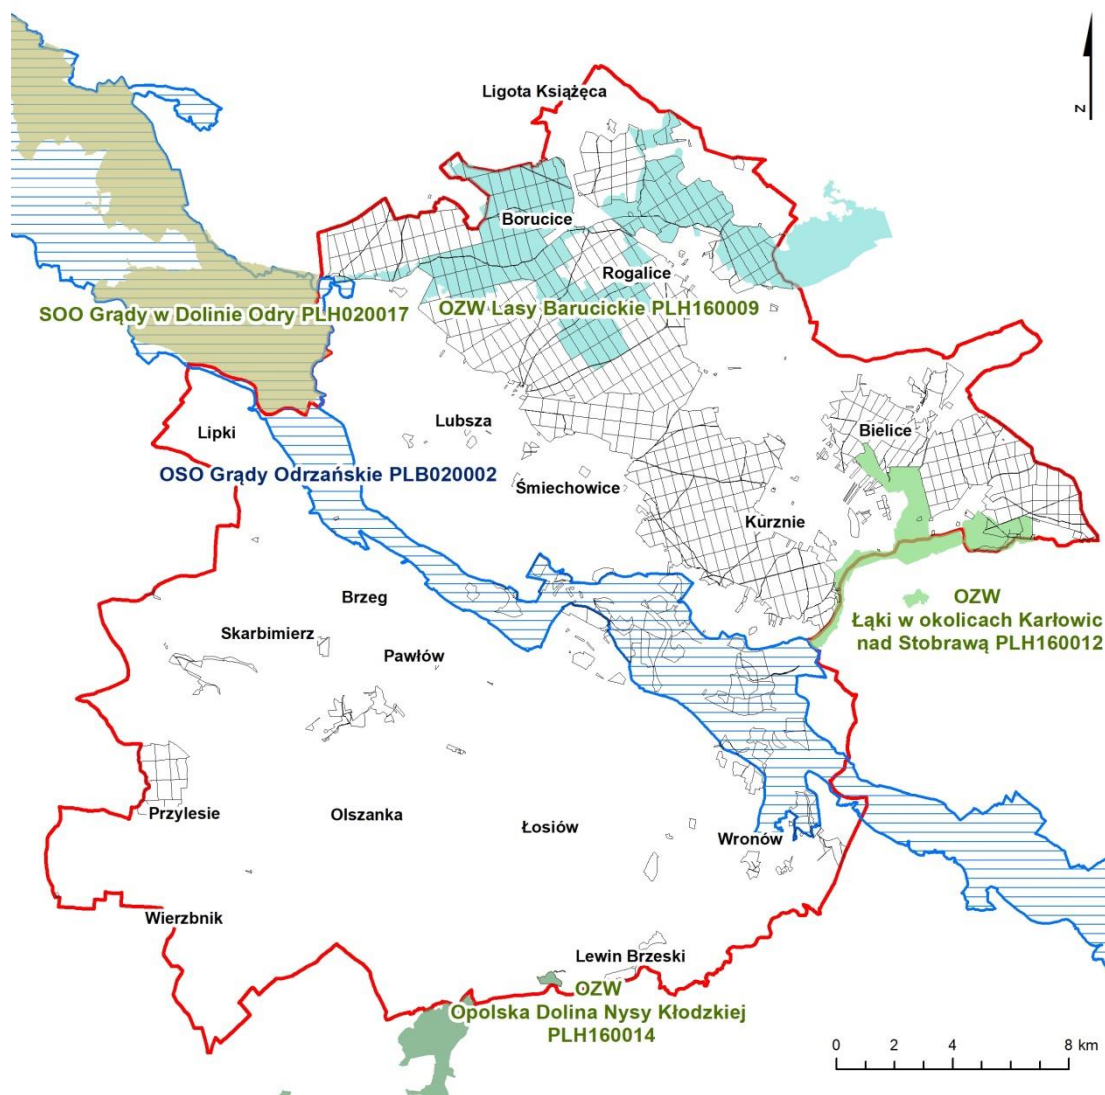 Ligota Książęca
N
Borucice
Rogalice
SOO Grądy w Dolinie Odry PLH020017
OZW Lasy Barucickie PLH160009
Lipki
Lubsza
Bielice
OSO Grądy Odrzańskie PLB020002
Śmiechowice
Kurznie
Brzeg
OZW
Łąki w okolicach Karłowic
nad Stobrawą PLH160012
Skarbimierz
Pawłów
Przylesie
Olszanka
Łosiów
Wronów
Wierzbnik
Lewin Brzeski
OZW
Opolska Dolina Nysy Kłodzkiej
PLH160014
0 2 4 8 km